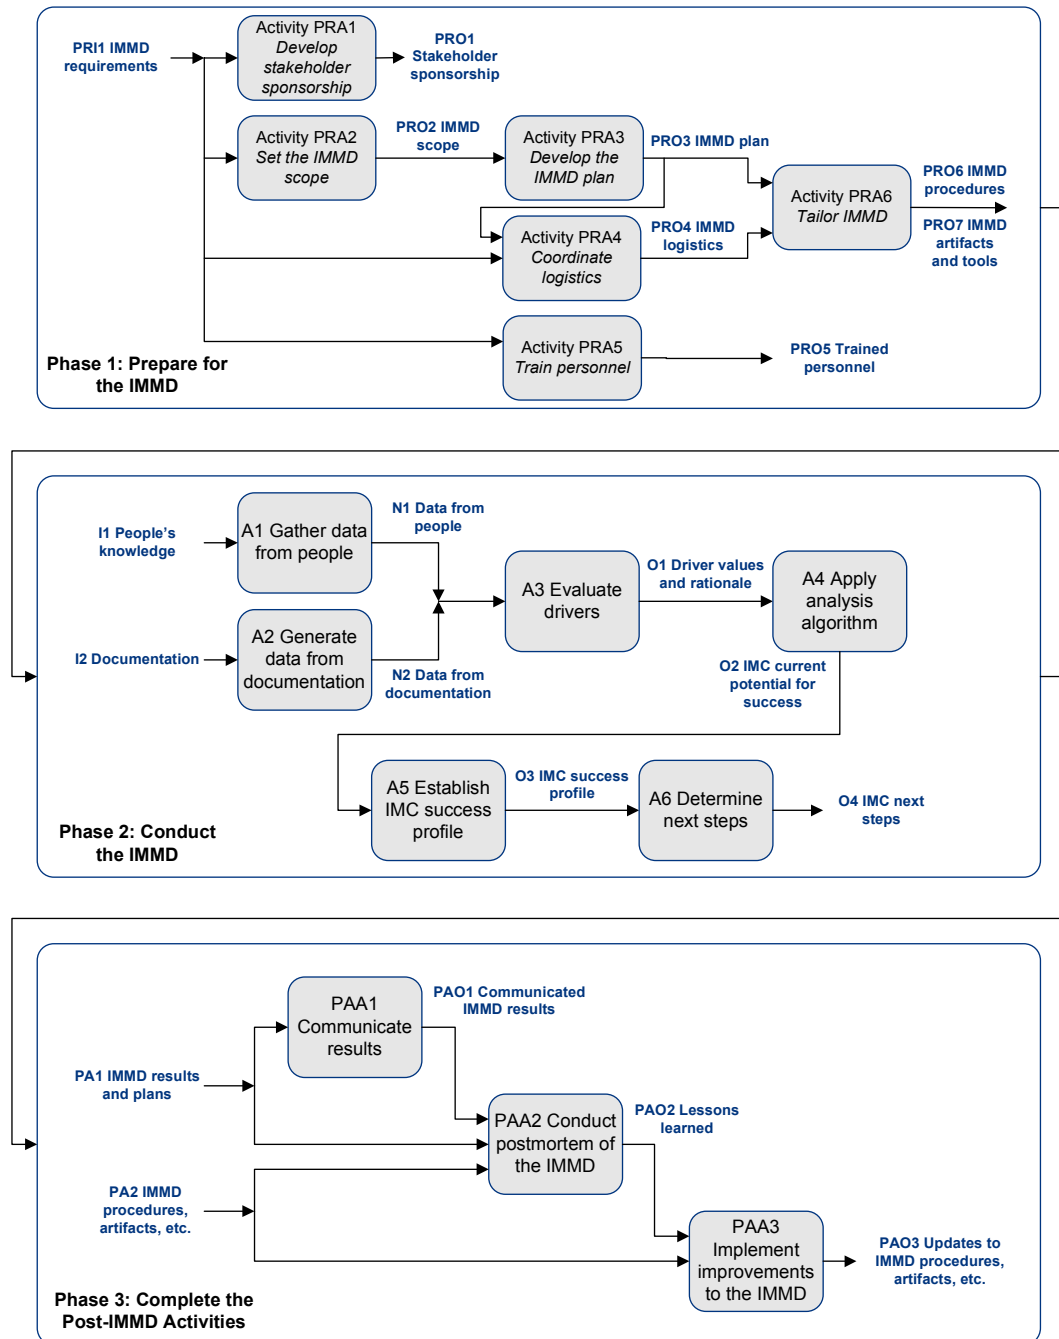 PRI1 IMMD
requirements
Activity PRA1
Develop
stakeholder
sponsorship
PRO1
Stakeholder
sponsorship
Activity PRA2
Set the IMMD
scope
PRO2 IMMD
scope
Activity PRA3
Develop the
IMMD plan
PRO3 IMMD plan
Activity PRA4
Coordinate
logistics
PRO4 IMMD
logistics
Activity PRA6
Tailor IMMD
PRO6 IMMD
procedures
PRO7 IMMD
artifacts
and tools
Activity PRA5
Train personnel
PRO5 Trained
personnel
Phase 1: Prepare for
the IMMD
I1 People's
knowledge
A1 Gather data
from people
N1 Data from
people
I2 Documentation
A2 Generate
data from
documentation
N2 Data from
documentation
A3 Evaluate
drivers
O1 Driver values
and rationale
A4 Apply
analysis
algorithm
O2 IMC current
potential for
success
A5 Establish
IMC success
profile
O3 IMC success
profile
A6 Determine
next steps
O4 IMC next
steps
Phase 2: Conduct
the IMMD
PA1 IMMD results
and plans
PAA1
Communicate
results
PAO1 Communicated
IMMD results
PA2 IMMD
procedures,
artifacts, etc.
PAA2 Conduct
postmortem of
the IMMD
PAO2 Lessons
learned
PAA3
Implement
improvements
to the IMMD
PAO3 Updates to
IMMD procedures,
artifacts, etc.
Phase 3: Complete the
Post-IMMD Activities